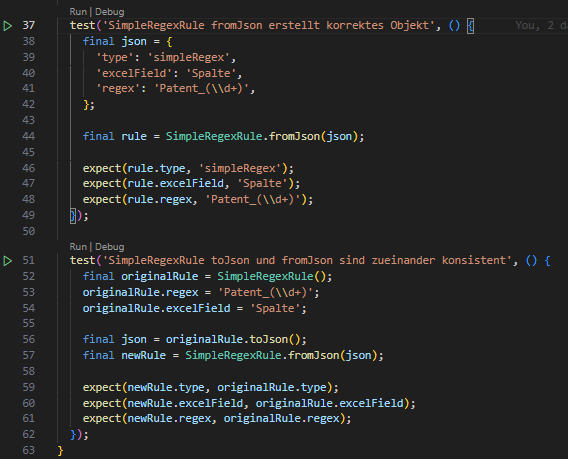 Run | Debug
37 test('SimpleRegexRule fromJson erstellt korrektes Objekt', () { You, 2 d
38 final json = {
39 'type': 'simpleRegex',
40 'excelField': 'Spalte',
41 'regex': 'Patent_(\\d+)',
42 };
43
44 final rule = SimpleRegexRule.fromJson(json);
45
46 expect(rule.type, 'simpleRegex');
47 expect(rule.excelField, 'Spalte');
48 expect(rule.regex, 'Patent_(\\d+)');
49 });
50
Run | Debug
51 test('SimpleRegexRule toJson und fromJson sind zueinander konsistent', () {
52 final originalRule = SimpleRegexRule();
53 originalRule.regex = 'Patent_(\\d+)';
54 originalRule.excelField = 'Spalte';
55
56 final json = originalRule.toJson();
57 final newRule = SimpleRegexRule.fromJson(json);
58
59 expect(newRule.type, originalRule.type);
60 expect(newRule.excelField, originalRule.excelField);
61 expect(newRule.regex, originalRule.regex);
62 });
63 }